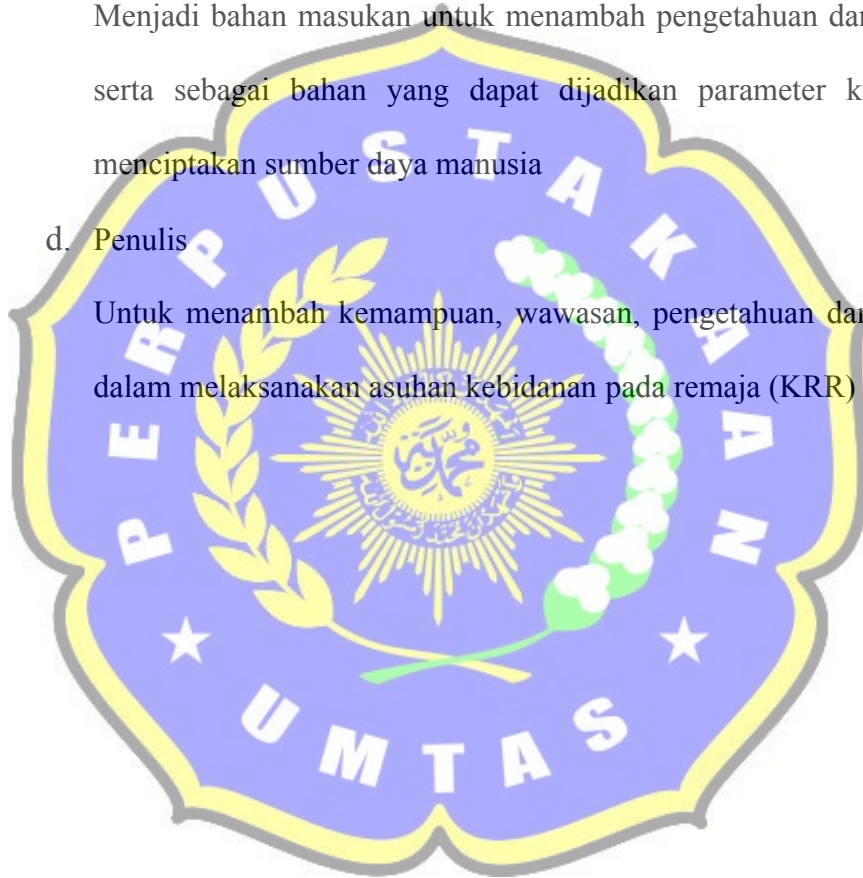 Menjadi bahan masukan untuk menambah pengetahuan dan
serta sebagai bahan yang dapat dijadikan parameter k
menciptakan sumber daya manusia
d. Penulis
Untuk menambah kemampuan, wawasan, pengetahuan dan
dalam melaksanakan asuhan kebidanan pada remaja (KRR)
PERPUSTAKAAN
UMTAS